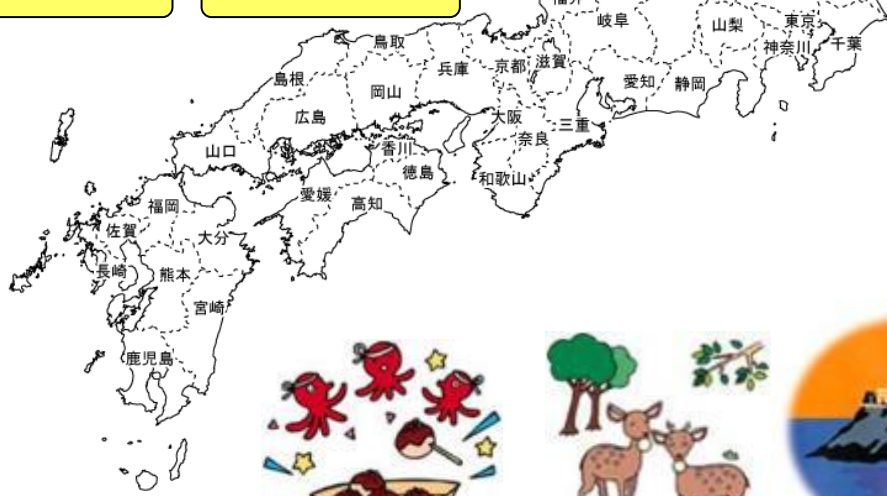 岐阜
山梨
東京
神奈川
千葉
鳥取
兵庫
京都
滋賀
島根
岡山
愛知
静岡
広島
大阪
三重
奈良
山口
香川
徳島
和歌山
愛媛
高知
福岡
佐賀
大分
長崎
熊本
宮崎
鹿児島